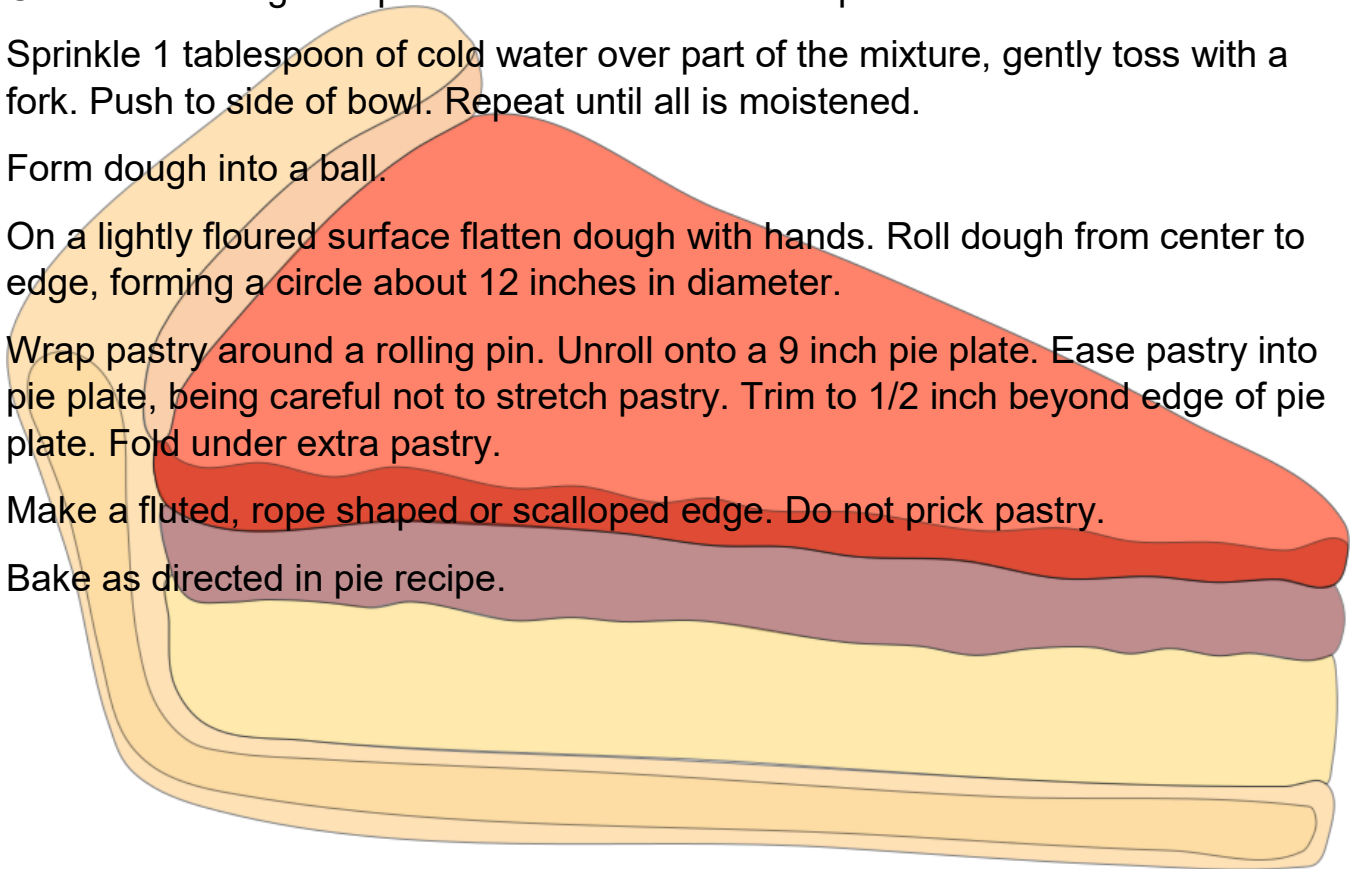 Sprinkle 1 tablespoon of cold water over part of the mixture, gently toss with a
fork. Push to side of bowl. Repeat until all is moistened.
Form dough into a ball.
On a lightly floured surface flatten dough with hands. Roll dough from center to
edge, forming a circle about 12 inches in diameter.
Wrap pastry around a rolling pin. Unroll onto a 9 inch pie plate. Ease pastry into
pie plate, being careful not to stretch pastry. Trim to 1/2 inch beyond edge of pie
plate. Fold under extra pastry.
Make a fluted, rope shaped or scalloped edge. Do not prick pastry.
Bake as directed in pie recipe.